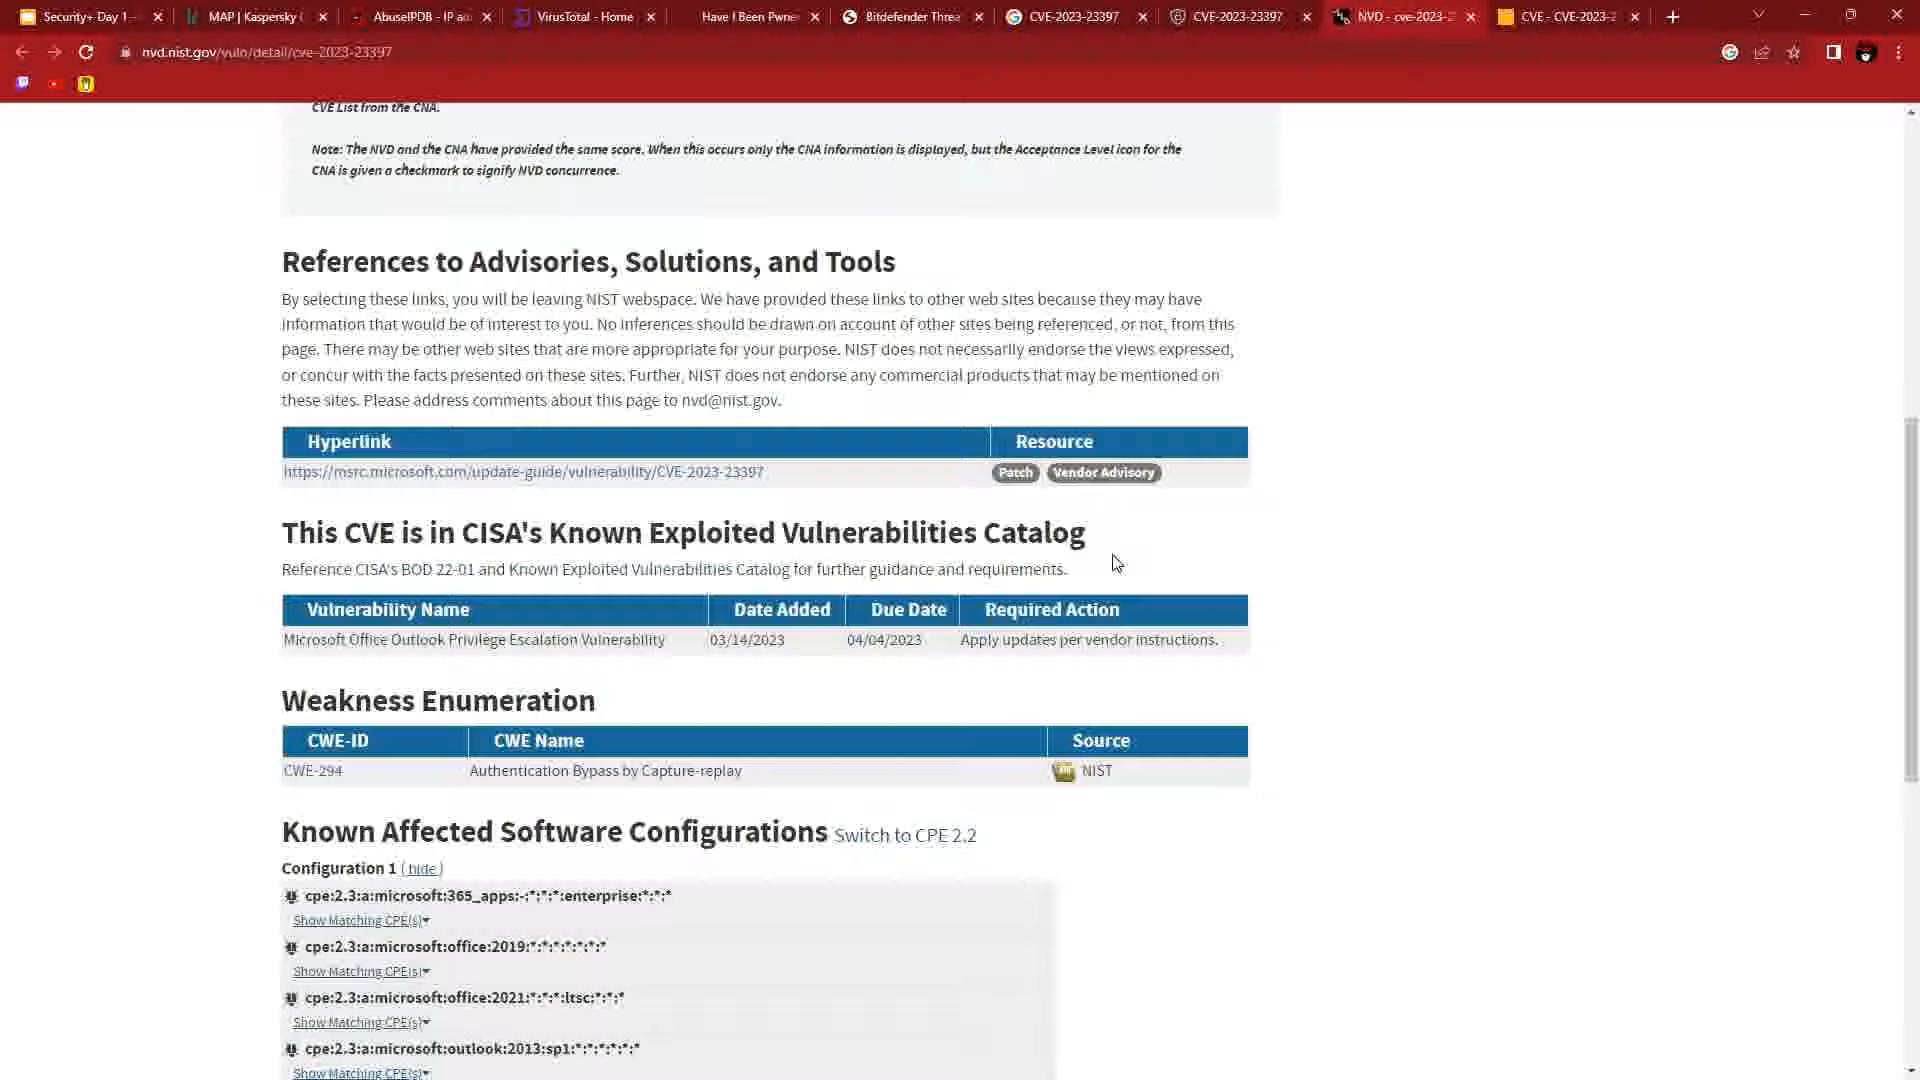 Security+ Day 1 -
MAP | Kaspersky
AbuseIPDB - IP ad
VirusTotal - Home
Have I Been Pwne
Bitdefender Threa
CVE-2023-23397
CVE-2023-23397
NVD - cve-2023-2
CVE - CVE-2023-2
nvd.nist.gov/vuln/detail/cve-2023-23397
CVE List from the CNA.
Note: The NVD and the CNA have provided the same score. When this occurs only the CNA information is displayed, but the Acceptance Level icon for the
CNA is given a checkmark to signify NVD concurrence.
References to Advisories, Solutions, and Tools
By selecting these links, you will be leaving NIST webspace. We have provided these links to other web sites because they may have
information that would be of interest to you. No inferences should be drawn on account of other sites being referenced, or not, from this
page. There may be other web sites that are more appropriate for your purpose. NIST does not necessarily endorse the views expressed,
or concur with the facts presented on these sites. Further, NIST does not endorse any commercial products that may be mentioned on
these sites. Please address comments about this page to nvd@nist.gov.
Hyperlink Resource
https://msrc.microsoft.com/update-guide/vulnerability/CVE-2023-23397 Patch Vendor Advisory
This CVE is in CISA's Known Exploited Vulnerabilities Catalog
Reference CISA's BOD 22-01 and Known Exploited Vulnerabilities Catalog for further guidance and requirements.
Vulnerability Name Date Added Due Date Required Action
Microsoft Office Outlook Privilege Escalation Vulnerability 03/14/2023 04/04/2023 Apply updates per vendor instructions.
Weakness Enumeration
CWE-ID CWE Name Source
CWE-294 Authentication Bypass by Capture-replay NIST
Known Affected Software Configurations Switch to CPE 2.2
Configuration 1 ( hide )
cpe:2.3:a:microsoft:365_apps:-:*:*:*:enterprise:*:*:*
Show Matching CPE(s)
cpe:2.3:a:microsoft:office:2019:*:*:*:*:*:*:*
Show Matching CPE(s)
cpe:2.3:a:microsoft:office:2021:*:*:*:ltsc:*:*:*
Show Matching CPE(s)
cpe:2.3:a:microsoft:outlook:2013:sp1:*:*:*:*:*:*
Show Matching CPE(s)